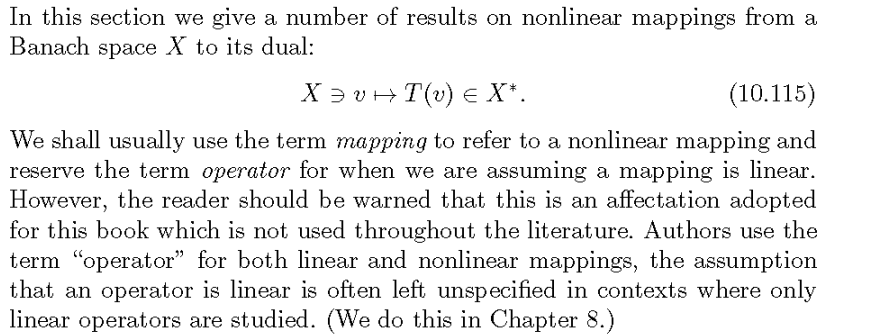 In this section we give a number of results on nonlinear mappings from a
Banach space X to its dual:
X ∋ v ↦ T(v) ∈ X*. (10.115)
We shall usually use the term mapping to refer to a nonlinear mapping and
reserve the term operator for when we are assuming a mapping is linear.
However, the reader should be warned that this is an affectation adopted
for this book which is not used throughout the literature. Authors use the
term “operator” for both linear and nonlinear mappings, the assumption
that an operator is linear is often left unspecified in contexts where only
linear operators are studied. (We do this in Chapter 8.)